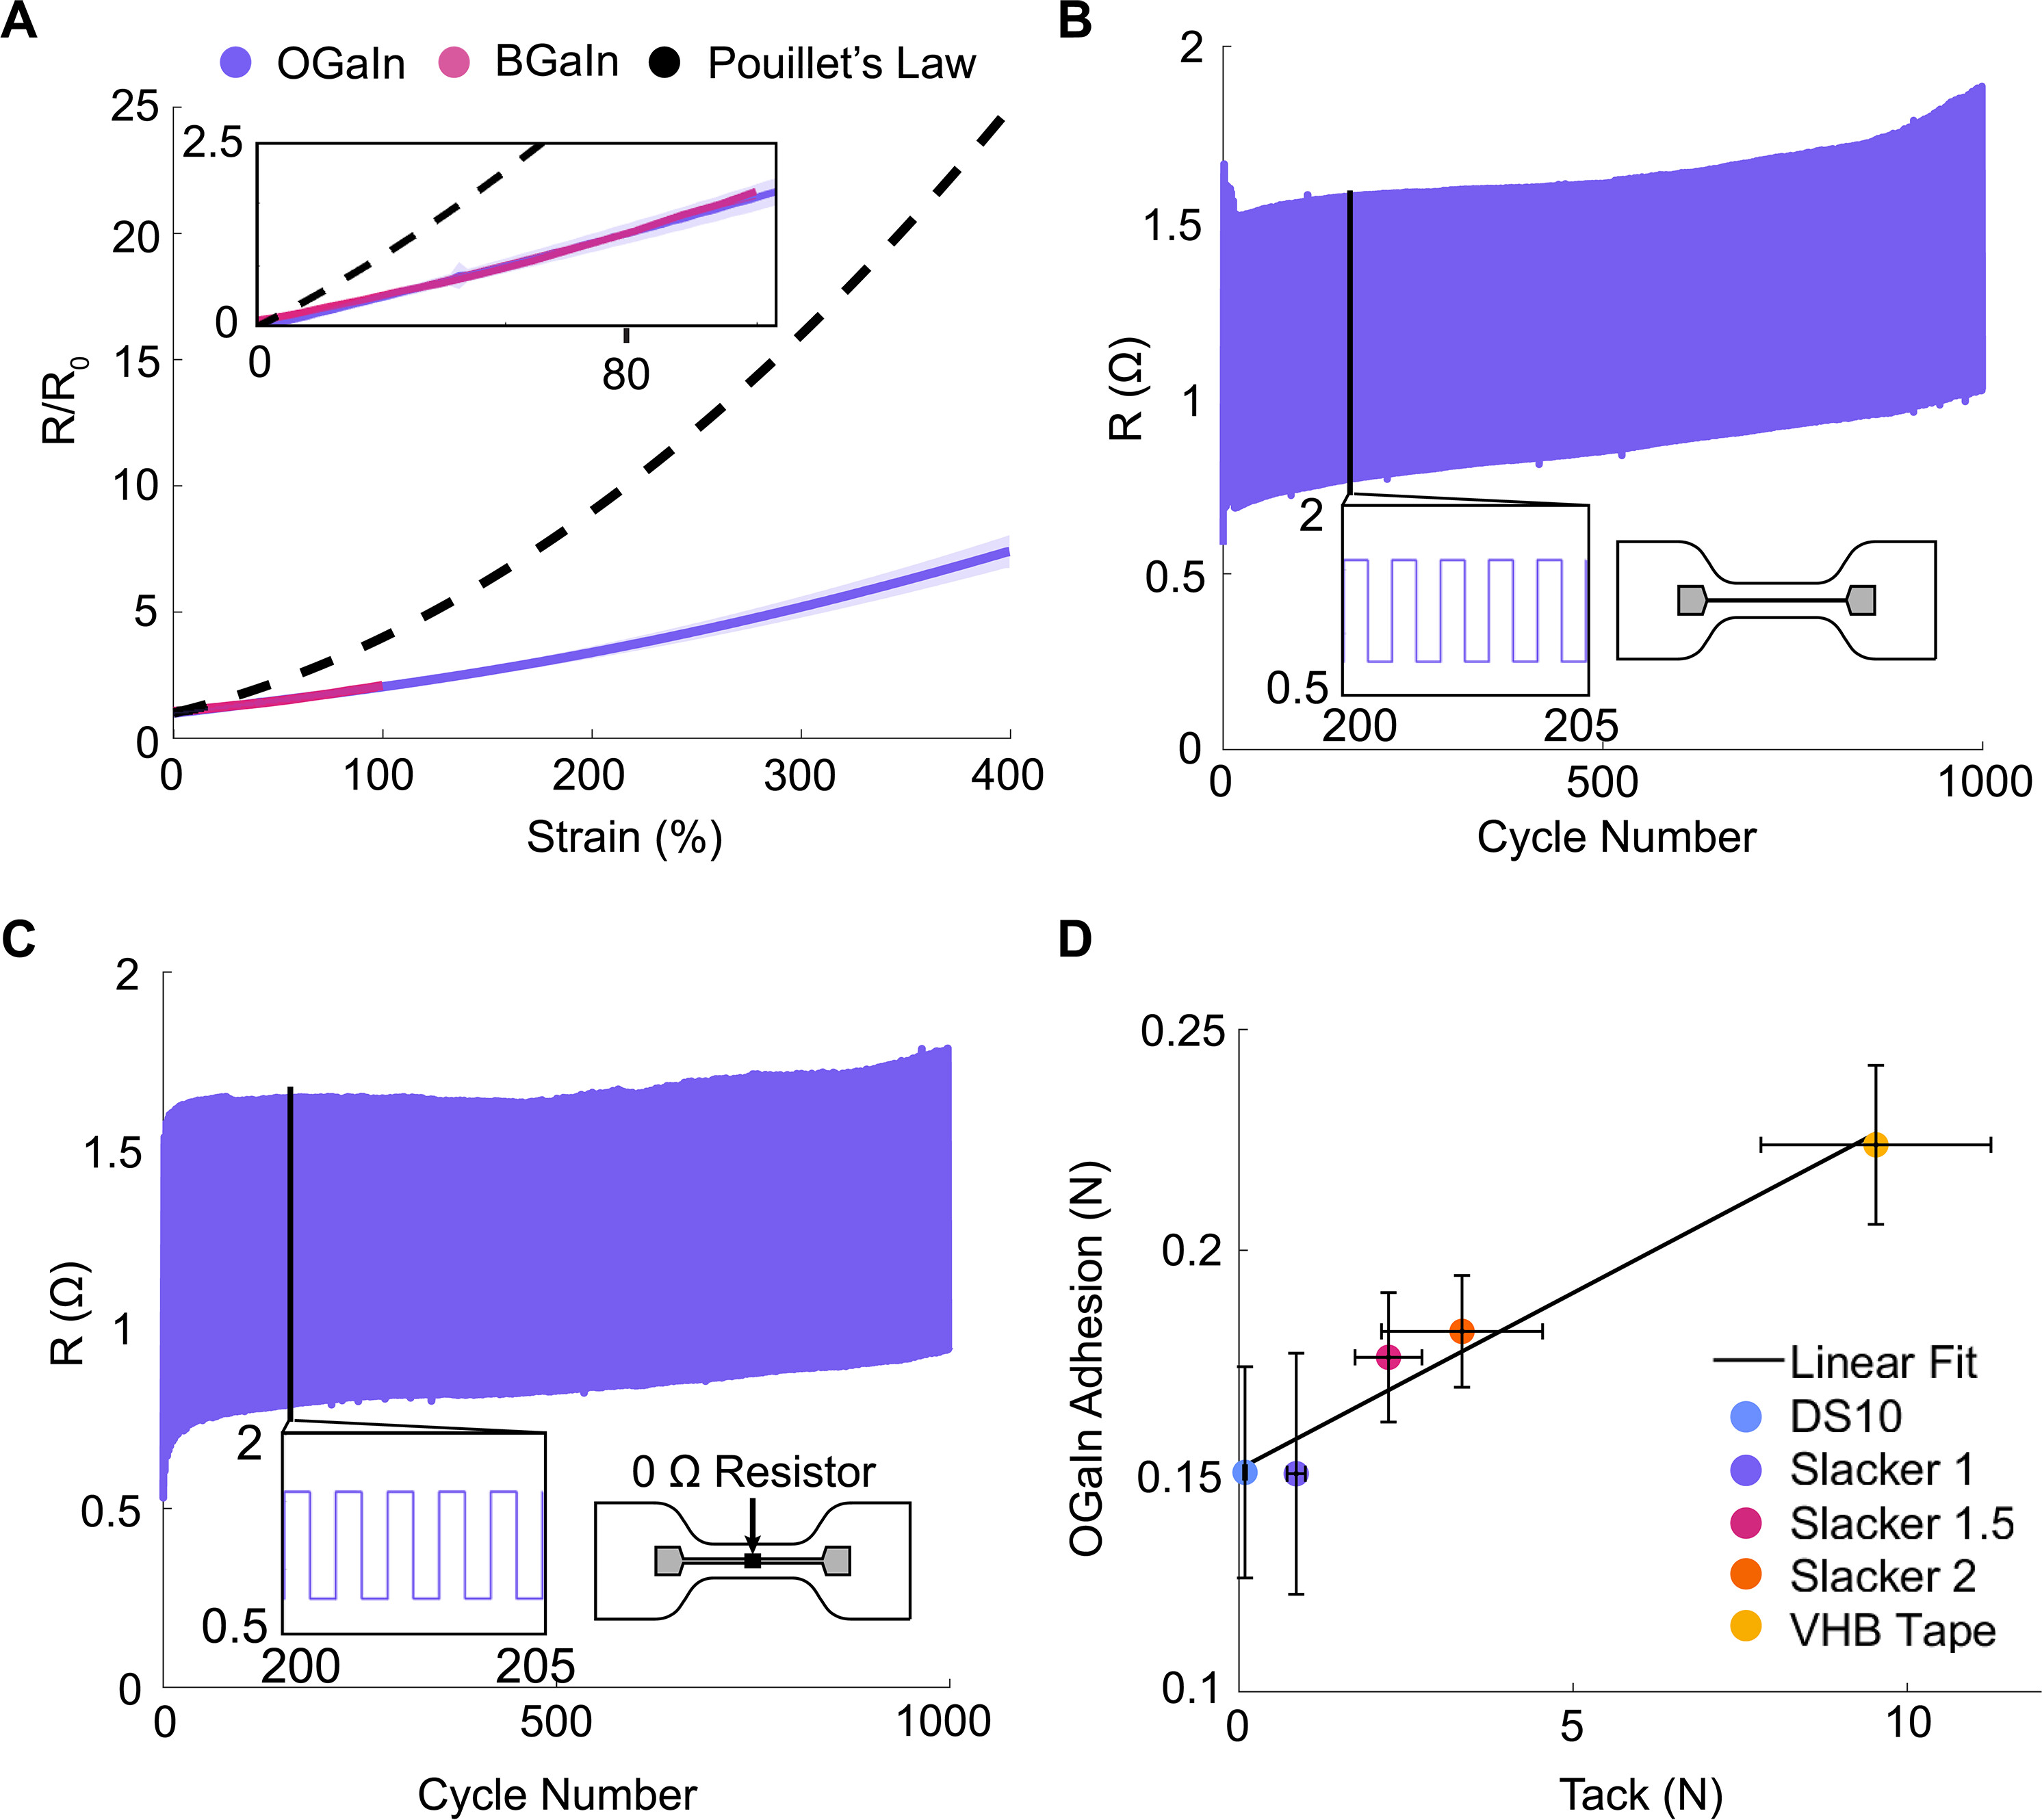 A
OGaIn BGaIn Pouillet’s Law
25
20
15
10
5
0
R/R0
2.5
0
0 80
0 100 200 300 400
Strain (%)
B
2
1.5
1
0.5
0
R (Ω)
2
0.5
200 205
0 500 1000
Cycle Number
C
2
1.5
1
0.5
0
R (Ω)
2
0.5
200 205
0 Ω Resistor
0 500 1000
Cycle Number
D
0.25
0.2
0.15
0.1
OGaIn Adhesion (N)
Linear Fit
DS10
Slacker 1
Slacker 1.5
Slacker 2
VHB Tape
0 5 10
Tack (N)